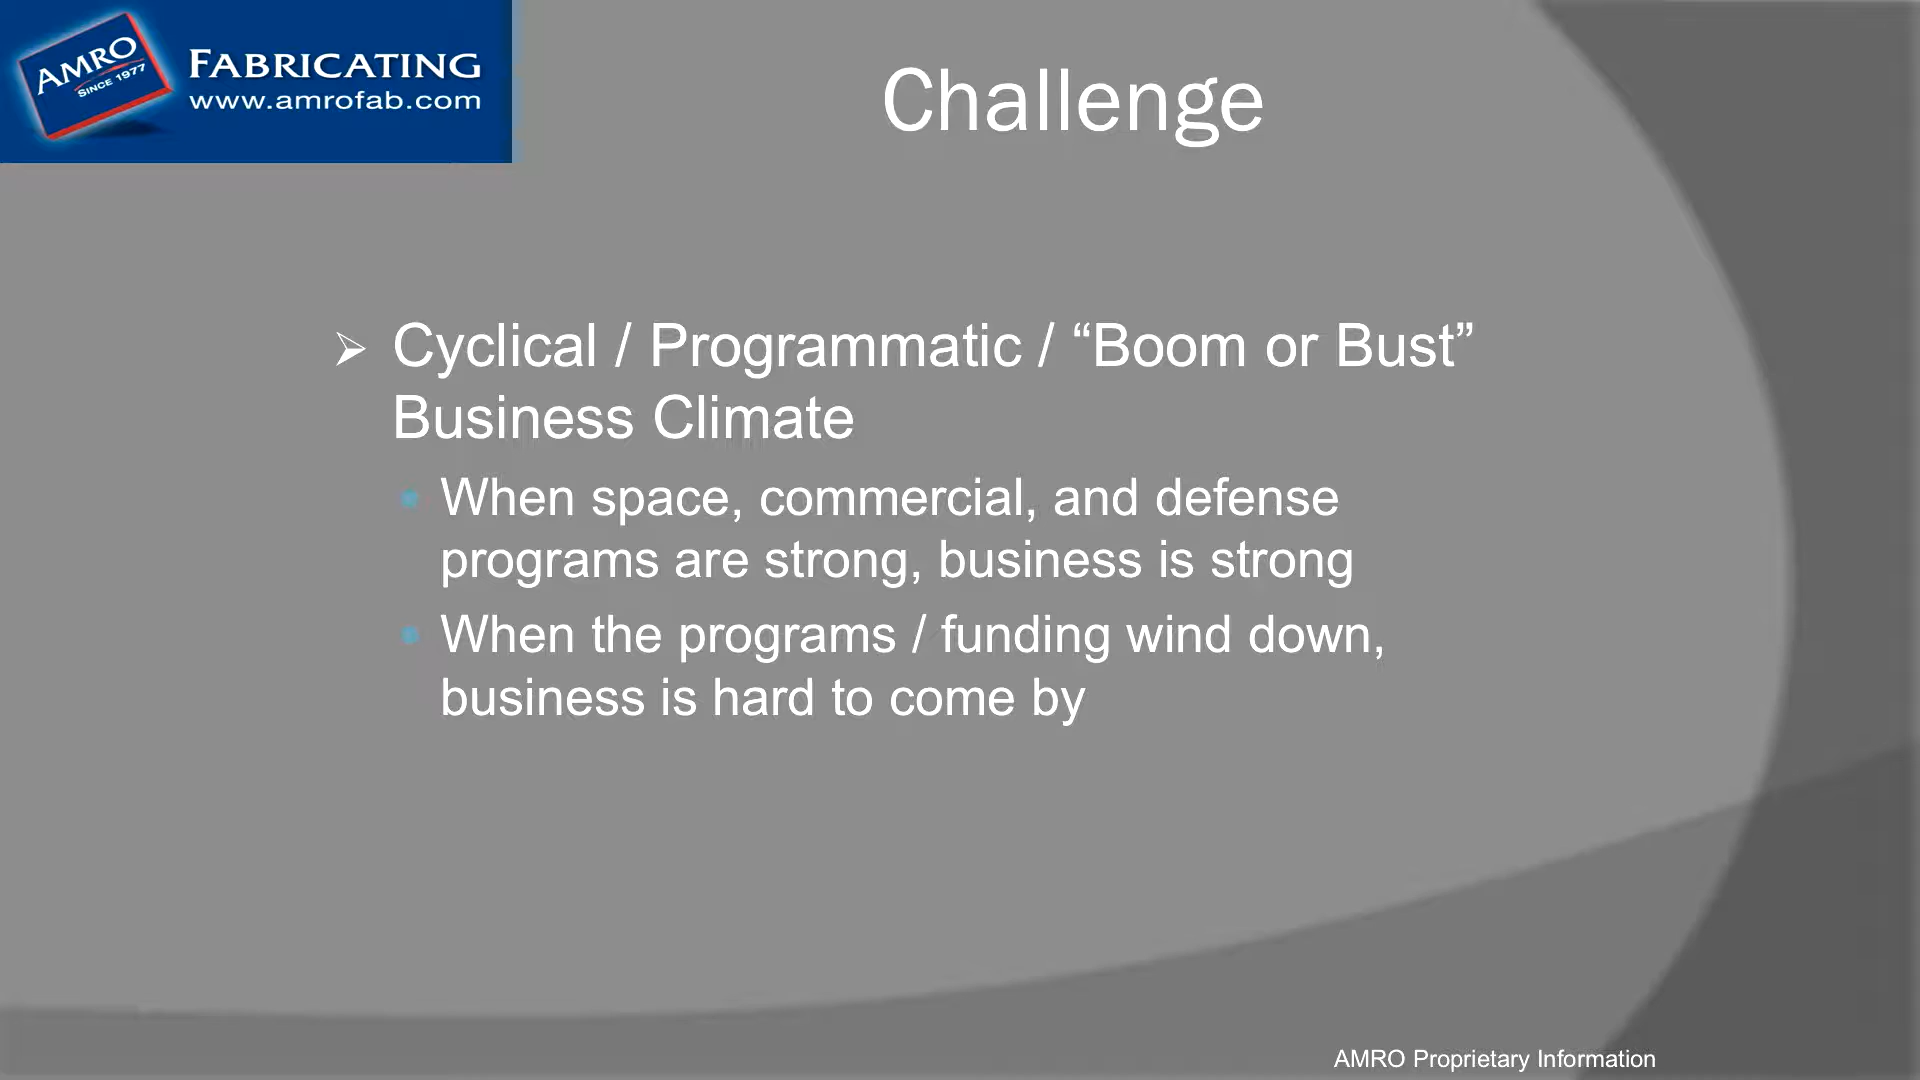 AMRO
SINCE 1977
FABRICATING
www.amrofab.com
Challenge
Cyclical / Programmatic / “Boom or Bust”
Business Climate
When space, commercial, and defense
programs are strong, business is strong
When the programs / funding wind down,
business is hard to come by
AMRO Proprietary Information